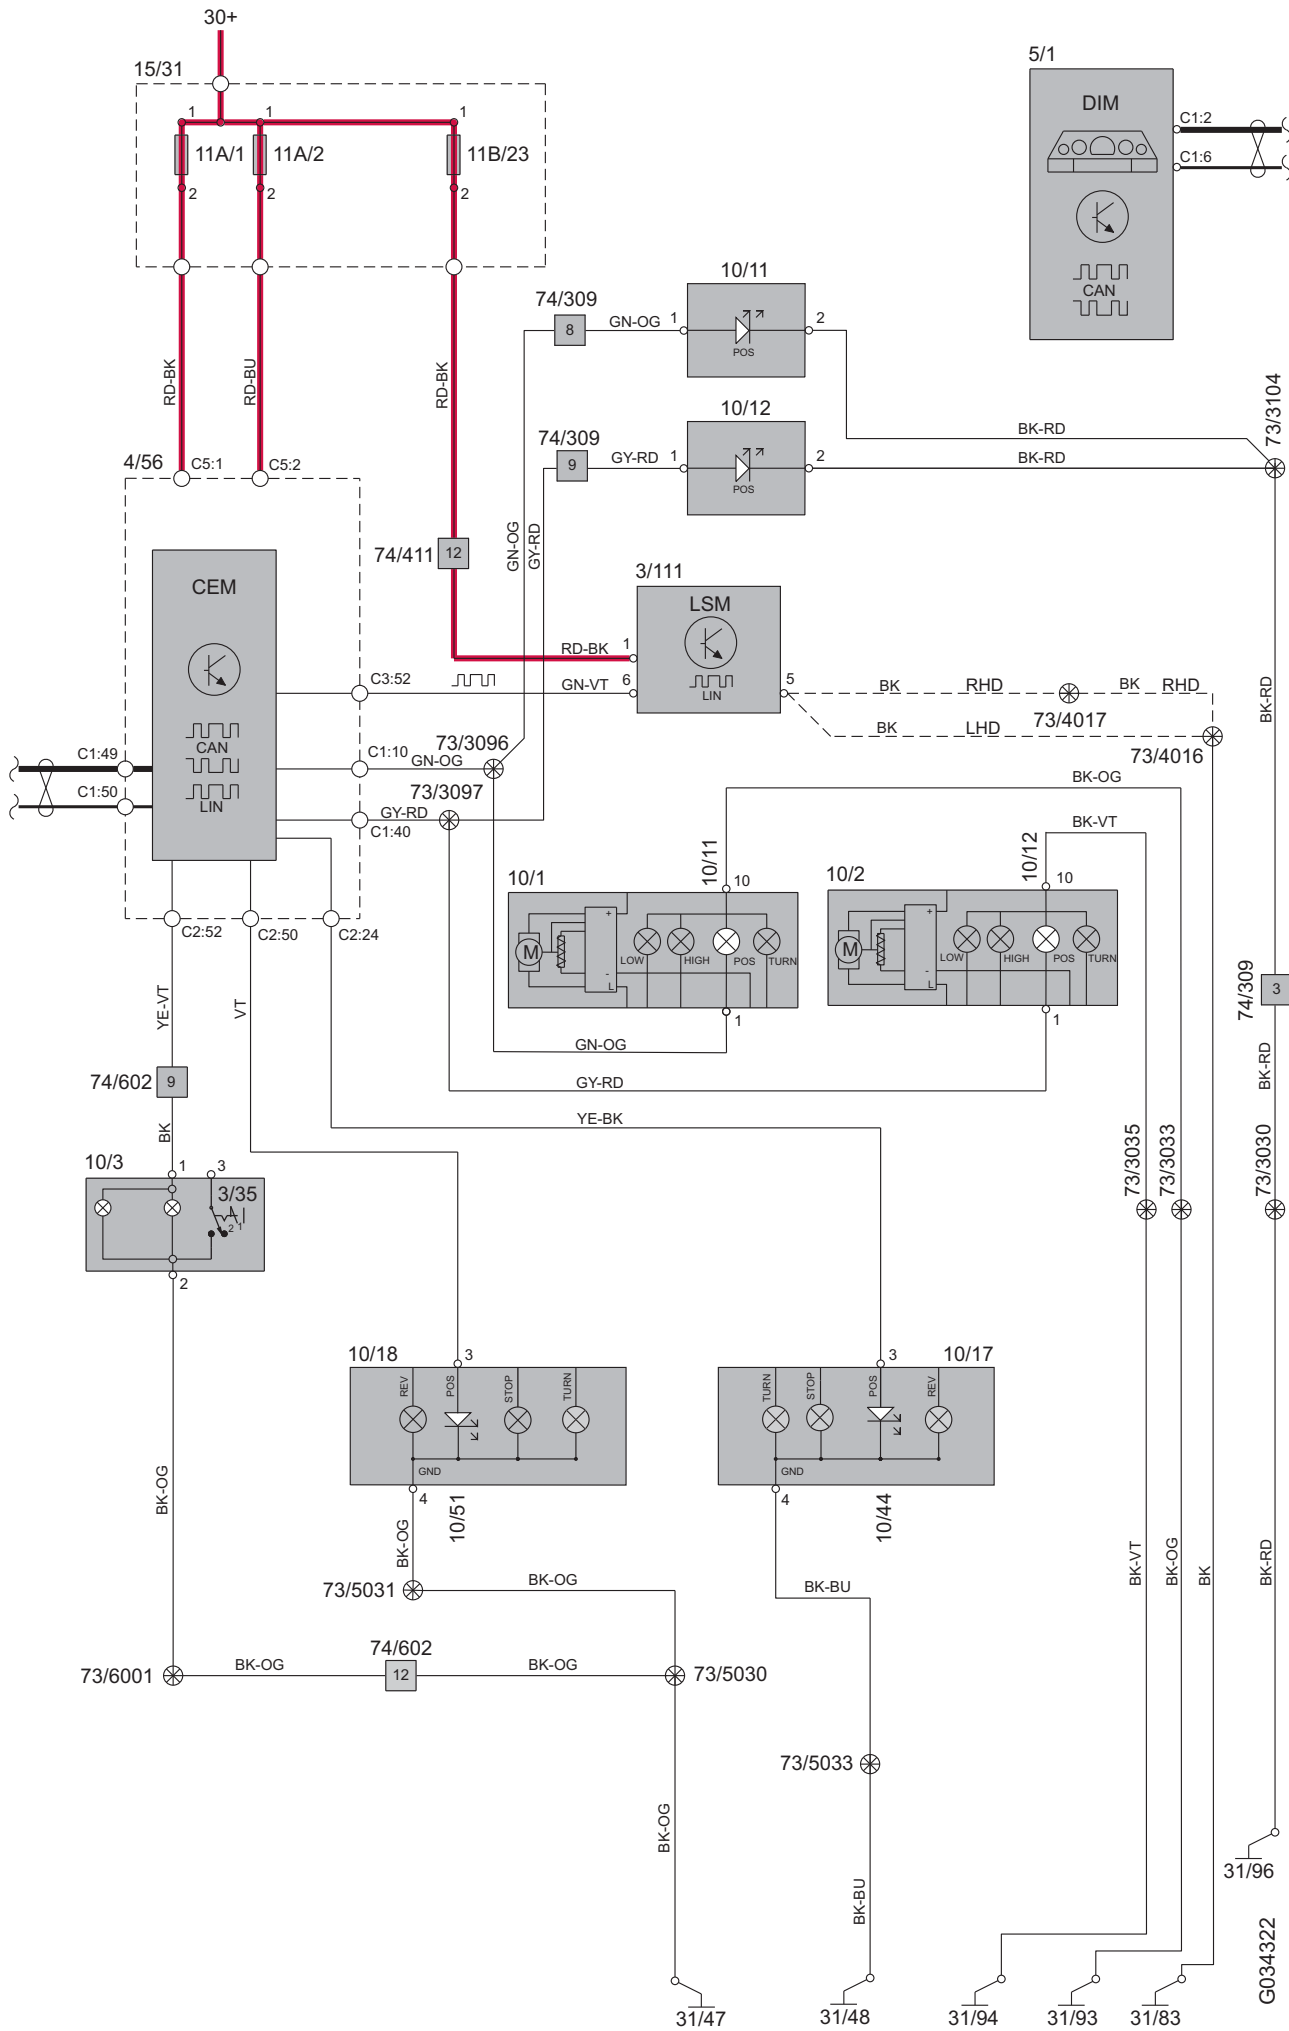 30+
15/31
5/1
DIM
1 1 1
11A/1 11A/2 11B/23
2 2 2
C1:2
C1:6
CAN
10/11
74/309
8 GN-OG 1 2
POS
RD-BK RD-BU RD-BK
10/12
74/309
9 GY-RD 1 2
POS
BK-RD
BK-RD
73/3104
4/56 C5:1 C5:2
GN-OG GY-RD
74/411 12
CEM
3/111
LSM
LIN
RD-BK 1
C3:52 GN-VT 6
5 BK RHD BK RHD
73/4017
BK LHD
73/4016
BK-RD
CAN
LIN
C1:49
C1:50
C1:10 GN-OG 73/3096
73/3097
GY-RD
C1:40
BK-OG
BK-VT
10/1 10/11 10
M + - L
LOW HIGH POS TURN
1
10/2 10/12 10
M + - L
LOW HIGH POS TURN
1
C2:52 C2:50 C2:24
YE-VT VT
GN-OG
GY-RD
YE-BK
74/309 3
BK-RD
74/602 9
BK
10/3 1 3
3/35
2 1
2
73/3035 73/3033 73/3030
10/18 3
REV POS STOP TURN
GND
4 10/51
3 10/17
TURN STOP POS REV
GND
4 10/44
BK-OG
BK-OG
73/5031 BK-OG
BK-BU
BK-VT BK-OG BK BK-RD
74/602
73/6001 BK-OG 12 BK-OG 73/5030
73/5033
BK-OG
BK-BU
31/96
G034322
31/47 31/48 31/94 31/93 31/83